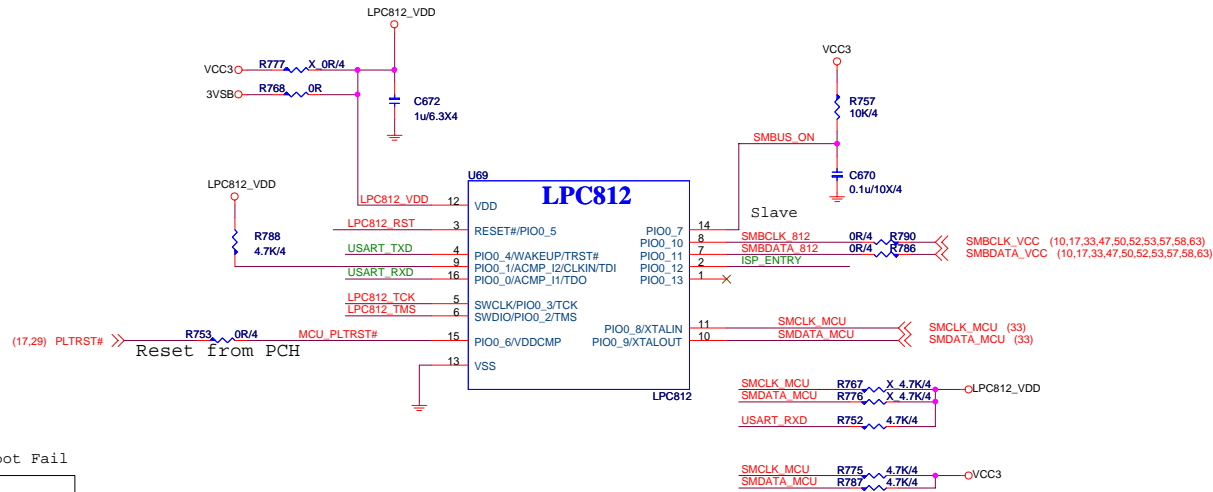 LPC812_VDD
VCC3 R777 X_0R/4
3VSB R768 0R
C672
1u/6.3X4
VCC3
R757
10K/4
SMBUS_ON
C670
0.1u/10X/4
LPC812_VDD
R788
4.7K/4
U69
LPC812
Slave
LPC812_VDD 12 VDD
LPC812_RST 3 RESET#/PIO0_5
USART_TXD 4 PIO0_4/WAKEUP/TRST#
9 PIO0_1/ACMP_I2/CLKIN/TDI
USART_RXD 16 PIO0_0/ACMP_I1/TDO
LPC812_TCK 5 SWCLK/PIO0_3/TCK
LPC812_TMS 6 SWDIO/PIO0_2/TMS
(17,29) PLTRST# R753 0R/4 MCU_PLTRST# 15 PIO0_6/VDDCMP
Reset from PCH
13 VSS
PIO0_7 14
PIO0_10 8 SMBCLK_812 0R/4 R790 SMBCLK_VCC (10,17,33,47,50,52,53,57,58,63)
PIO0_11 7 SMBDATA_812 0R/4 R786 SMBDATA_VCC (10,17,33,47,50,52,53,57,58,63)
PIO0_12 2 ISP_ENTRY
PIO0_13 1
PIO0_8/XTALIN 11 SMCLK_MCU SMCLK_MCU (33)
PIO0_9/XTALOUT 10 SMDATA_MCU SMDATA_MCU (33)
LPC812
SMCLK_MCU R767 X_4.7K/4 LPC812_VDD
SMDATA_MCU R776 X_4.7K/4
USART_RXD R752 4.7K/4
SMCLK_MCU R775 4.7K/4 VCC3
SMDATA_MCU R787 4.7K/4
oot Fail